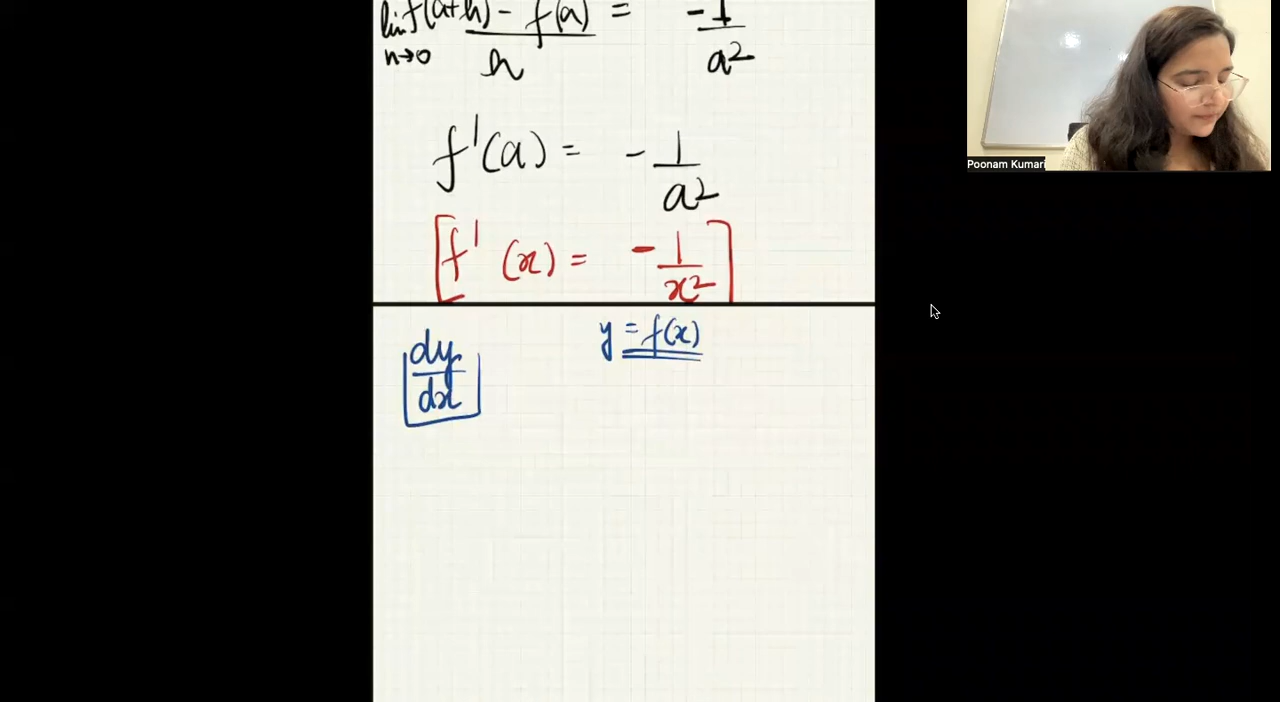 lim f(a+h) - f(a) = -1
h→0 h a²
f'(a) = - 1
a²
[f'(x) = - 1
x²]
dy y = f(x)
dx
Poonam Kumari